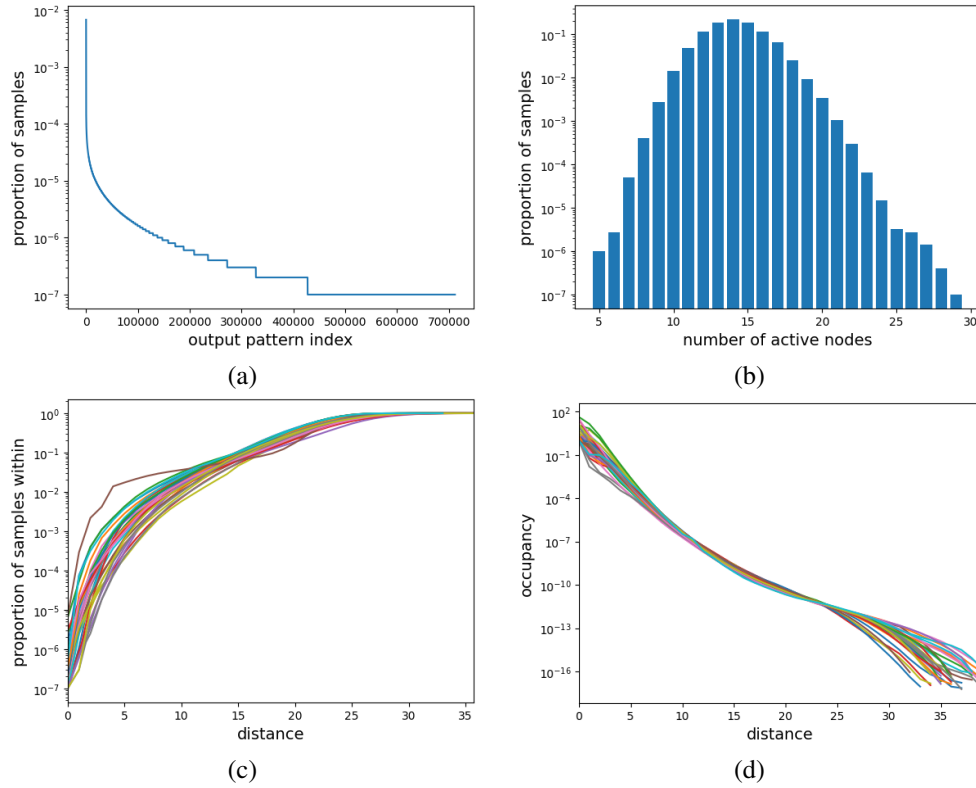 10⁻²
10⁻³
10⁻⁴
10⁻⁵
10⁻⁶
10⁻⁷
proportion of samples
0 100000 200000 300000 400000 500000 600000 700000
output pattern index
(a)
10⁻¹
10⁻²
10⁻³
10⁻⁴
10⁻⁵
10⁻⁶
10⁻⁷
proportion of samples
5 10 15 20 25 30
number of active nodes
(b)
10⁰
10⁻¹
10⁻²
10⁻³
10⁻⁴
10⁻⁵
10⁻⁶
10⁻⁷
proportion of samples within
0 5 10 15 20 25 30 35
distance
(c)
10²
10⁻¹
10⁻⁴
10⁻⁷
10⁻¹⁰
10⁻¹³
10⁻¹⁶
occupancy
0 5 10 15 20 25 30 35
distance
(d)